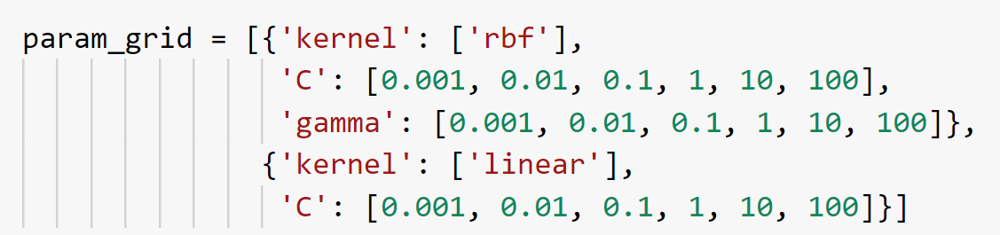 param_grid = [{'kernel': ['rbf'],
'C': [0.001, 0.01, 0.1, 1, 10, 100],
'gamma': [0.001, 0.01, 0.1, 1, 10, 100]},
{'kernel': ['linear'],
'C': [0.001, 0.01, 0.1, 1, 10, 100]}]